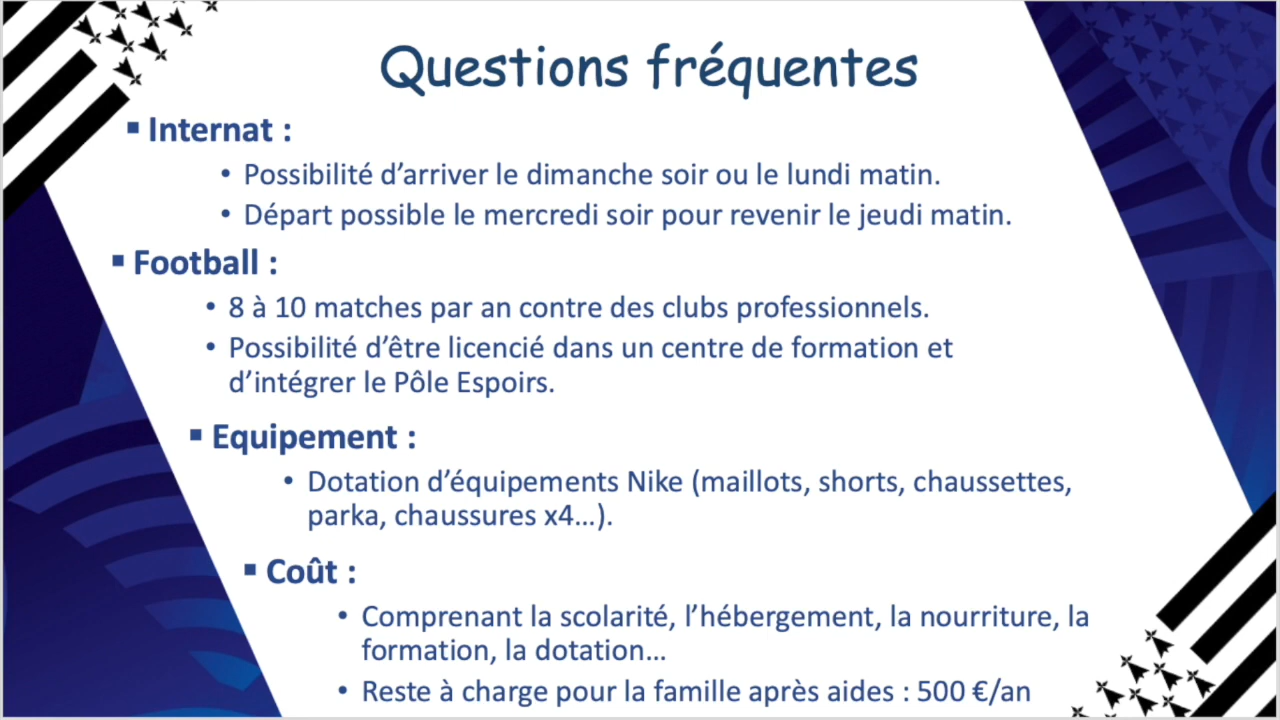 Questions fréquentes
▪ Internat :
• Possibilité d’arriver le dimanche soir ou le lundi matin.
• Départ possible le mercredi soir pour revenir le jeudi matin.
▪ Football :
• 8 à 10 matches par an contre des clubs professionnels.
• Possibilité d’être licencié dans un centre de formation et
d’intégrer le Pôle Espoirs.
▪ Equipement :
• Dotation d’équipements Nike (maillots, shorts, chaussettes,
parka, chaussures x4…).
▪ Coût :
• Comprenant la scolarité, l’hébergement, la nourriture, la
formation, la dotation…
• Reste à charge pour la famille après aides : 500 €/an